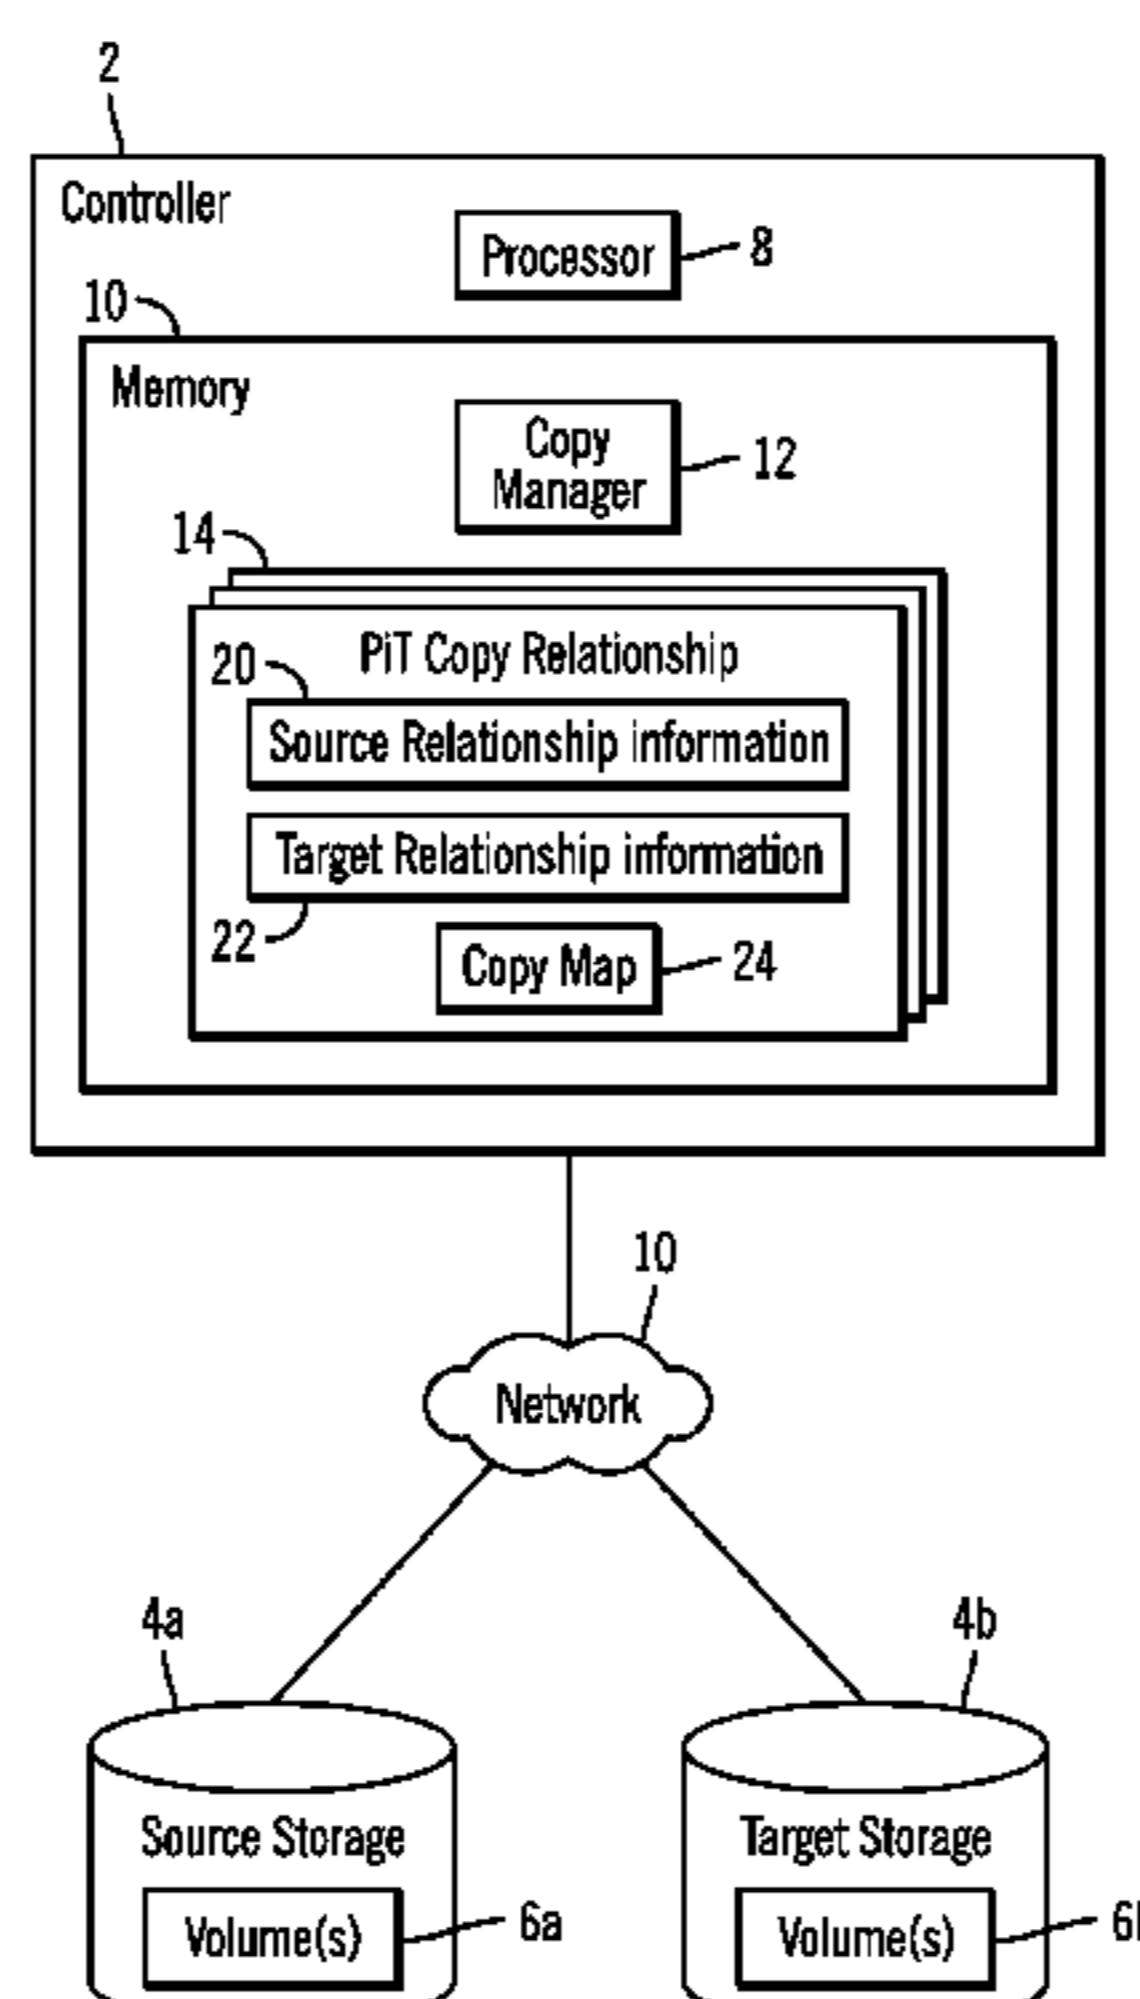 2
Controller
Processor
8
10
Memory
Copy
Manager
12
14
PiT Copy Relationship
20
Source Relationship information
Target Relationship information
22
Copy Map
24
10
Network
4a
4b
Source Storage
Target Storage
Volume(s)
6a
Volume(s)